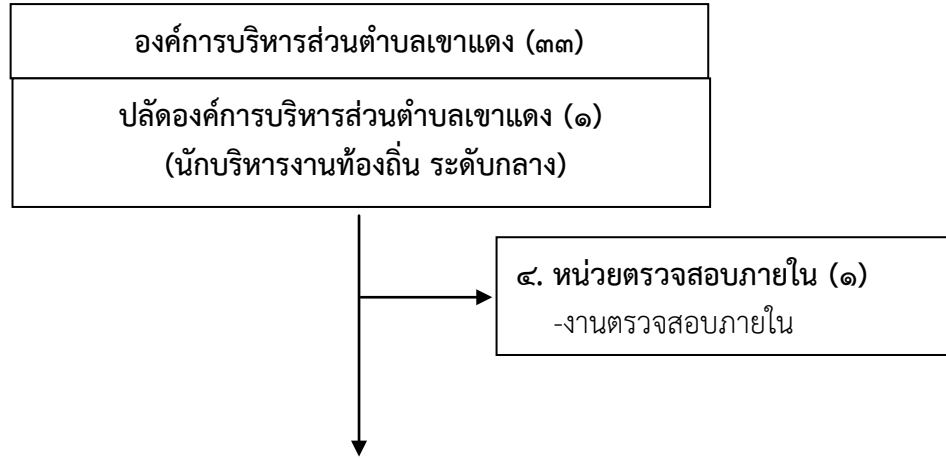 องค์การบริหารส่วนตำบลเขาแดง (๓๓)
ปลัดองค์การบริหารส่วนตำบลเขาแดง (๑)
(นักบริหารงานท้องถิ่น ระดับกลาง)
๔. หน่วยตรวจสอบภายใน (๑)
-งานตรวจสอบภายใน